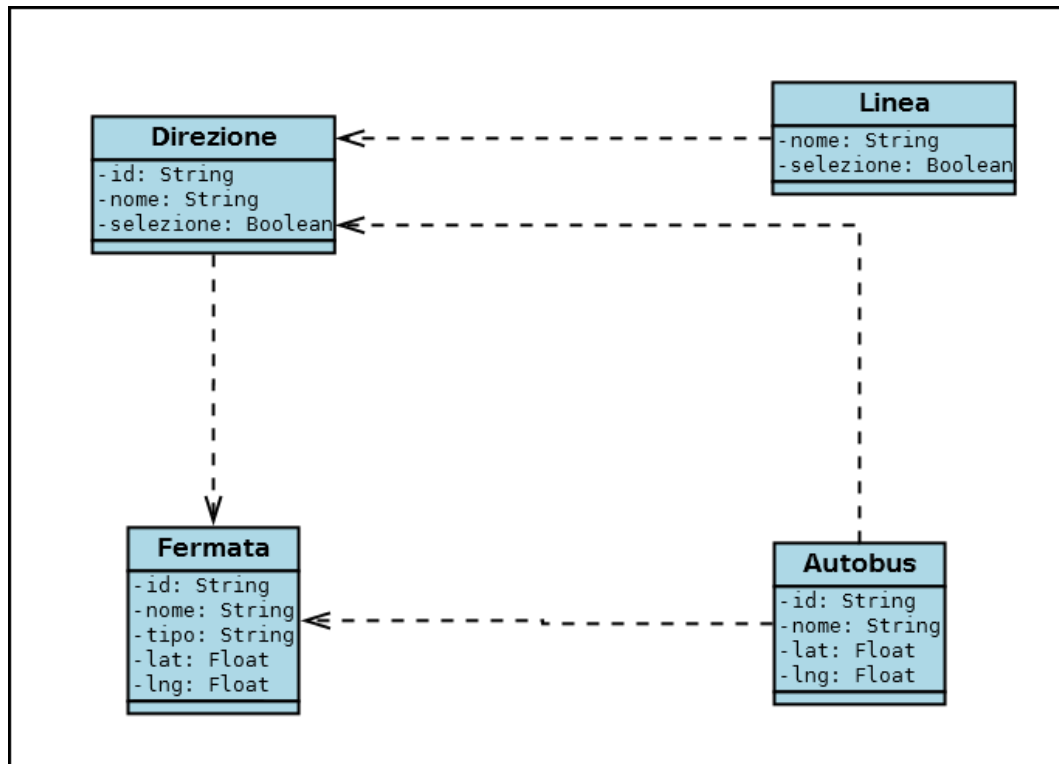 Linea
-nome: String
-selezione: Boolean
Direzione
-id: String
-nome: String
-selezione: Boolean
Fermata
-id: String
-nome: String
-tipo: String
-lat: Float
-lng: Float
Autobus
-id: String
-nome: String
-lat: Float
-lng: Float